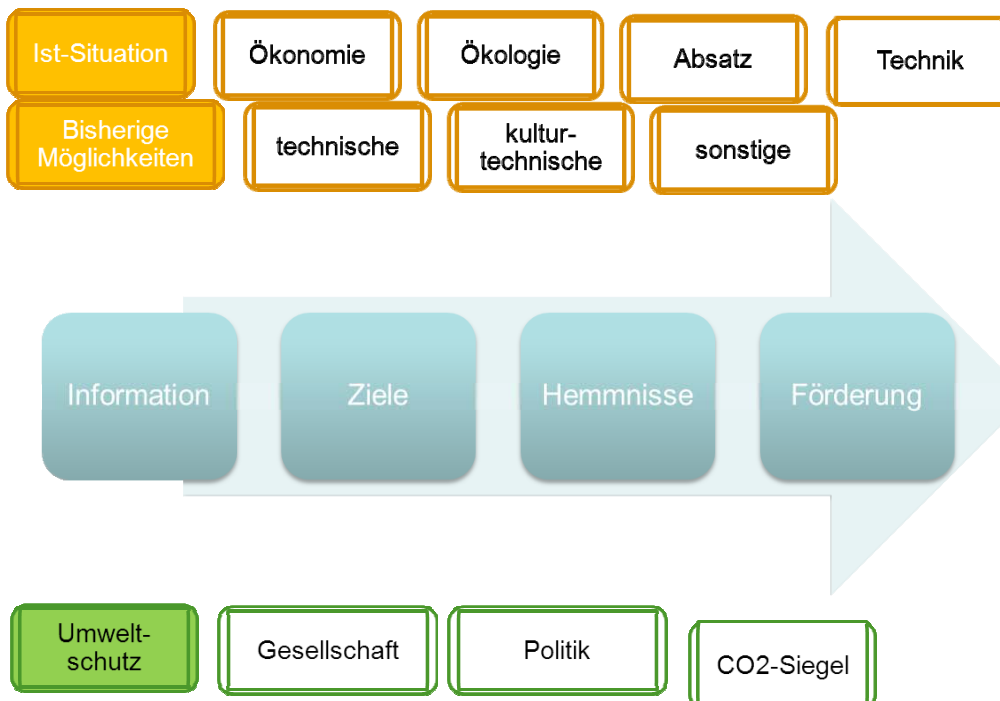 Ist-Situation
Ökonomie
Ökologie
Absatz
Technik
Bisherige
Möglichkeiten
technische
kultur-
technische
sonstige
Information
Ziele
Hemmnisse
Förderung
Umwelt-
schutz
Gesellschaft
Politik
CO2-Siegel